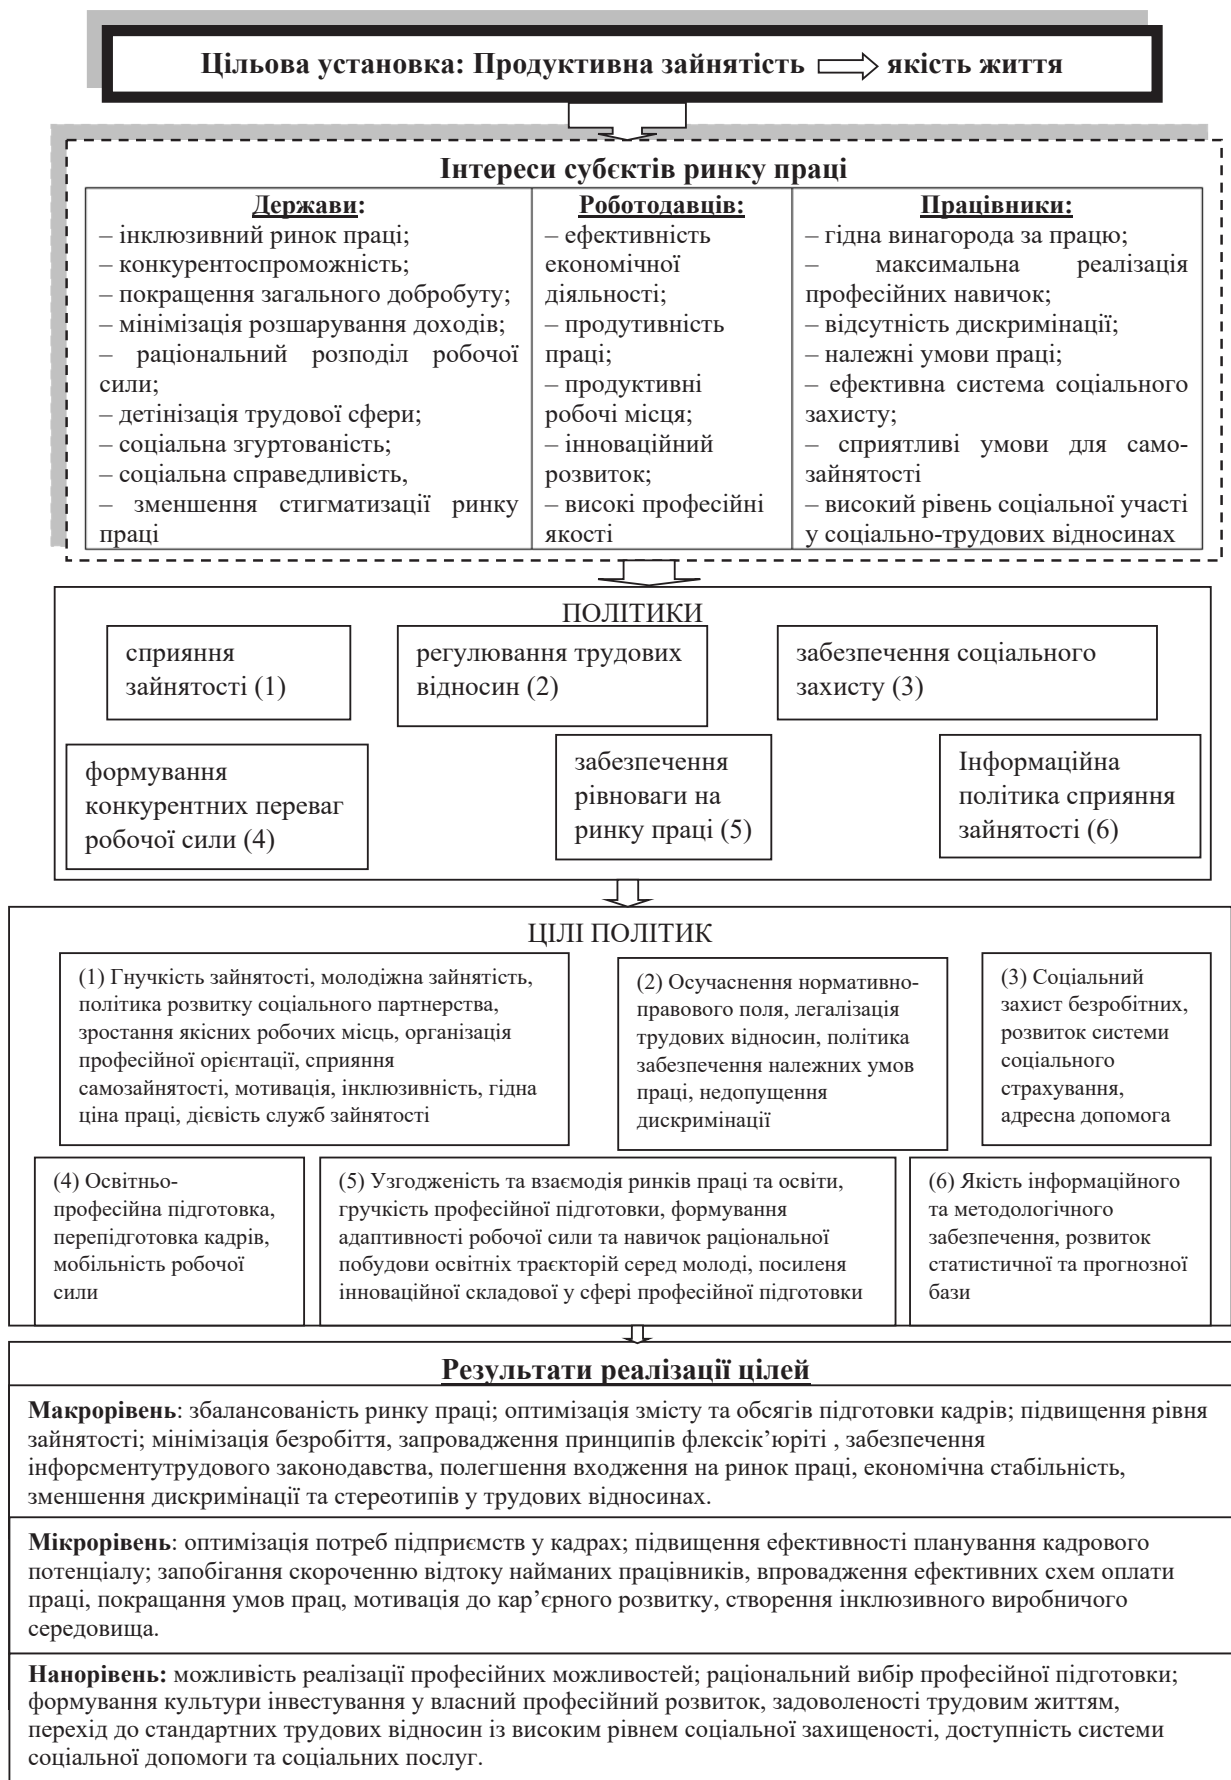 Цільова установка: Продуктивна зайнятість якість життя
Інтереси субєктів ринку праці
Держави:
– інклюзивний ринок праці;
– конкурентоспроможність;
– покращення загального добробуту;
– мінімізація розшарування доходів;
– раціональний розподіл робочої
сили;
– детінізація трудової сфери;
– соціальна згуртованість;
– соціальна справедливість,
– зменшення стигматизації ринку
праці
Роботодавців:
– ефективність
економічної
діяльності;
– продутивність
праці;
– продуктивні
робочі місця;
– інноваційний
розвиток;
– високі професійні
якості
Працівники:
– гідна винагорода за працю;
– максимальна реалізація
професійних навичок;
– відсутність дискримінації;
– належні умови праці;
– ефективна система соціального
захисту;
– сприятливі умови для само-
зайнятості
– високий рівень соціальної участі
у соціально-трудових відносинах
ПОЛІТИКИ
сприяння
зайнятості (1)
регулювання трудових
відносин (2)
забезпечення соціального
захисту (3)
формування
конкурентних переваг
робочої сили (4)
забезпечення
рівноваги на
ринку праці (5)
Інформаційна
політика сприяння
зайнятості (6)
ЦІЛІ ПОЛІТИК
(1) Гнучкість зайнятості, молодіжна зайнятість,
політика розвитку соціального партнерства,
зростання якісних робочих місць, організація
професійної орієнтації, сприяння
самозайнятості, мотивація, інклюзивність, гідна
ціна праці, дієвість служб зайнятості
(2) Осучаснення нормативно-
правового поля, легалізація
трудових відносин, політика
забезпечення належних умов
праці, недопущення
дискримінації
(3) Соціальний
захист безробітних,
розвиток системи
соціального
страхування,
адресна допомога
(4) Освітньо-
професійна підготовка,
перепідготовка кадрів,
мобільність робочої
сили
(5) Узгодженість та взаємодія ринків праці та освіти,
гручкість професійної підготовки, формування
адаптивності робочої сили та навичок раціональної
побудови освітніх траєкторій серед молоді, посиленя
інноваційної складової у сфері професійної підготовки
(6) Якість інформаційного
та методологічного
забезпечення, розвиток
статистичної та прогнозної
бази
Результати реалізації цілей
Макрорівень: збалансованість ринку праці; оптимізація змісту та обсягів підготовки кадрів; підвищення рівня
зайнятості; мінімізація безробіття, запровадження принципів флексік’юріті , забезпечення
інфорсментутрудового законодавства, полегшення входження на ринок праці, економічна стабільність,
зменшення дискримінації та стереотипів у трудових відносинах.
Мікрорівень: оптимізація потреб підприємств у кадрах; підвищення ефективності планування кадрового
потенціалу; запобігання скороченню відтоку найманих працівників, впровадження ефективних схем оплати
праці, покращання умов прац, мотивація до кар’єрного розвитку, створення інклюзивного виробничого
середовища.
Нанорівень: можливість реалізації професійних можливостей; раціональний вибір професійної підготовки;
формування культури інвестування у власний професійний розвиток, задоволеності трудовим життям,
перехід до стандартних трудових відносин із високим рівнем соціальної захищеності, доступність системи
соціальної допомоги та соціальних послуг.